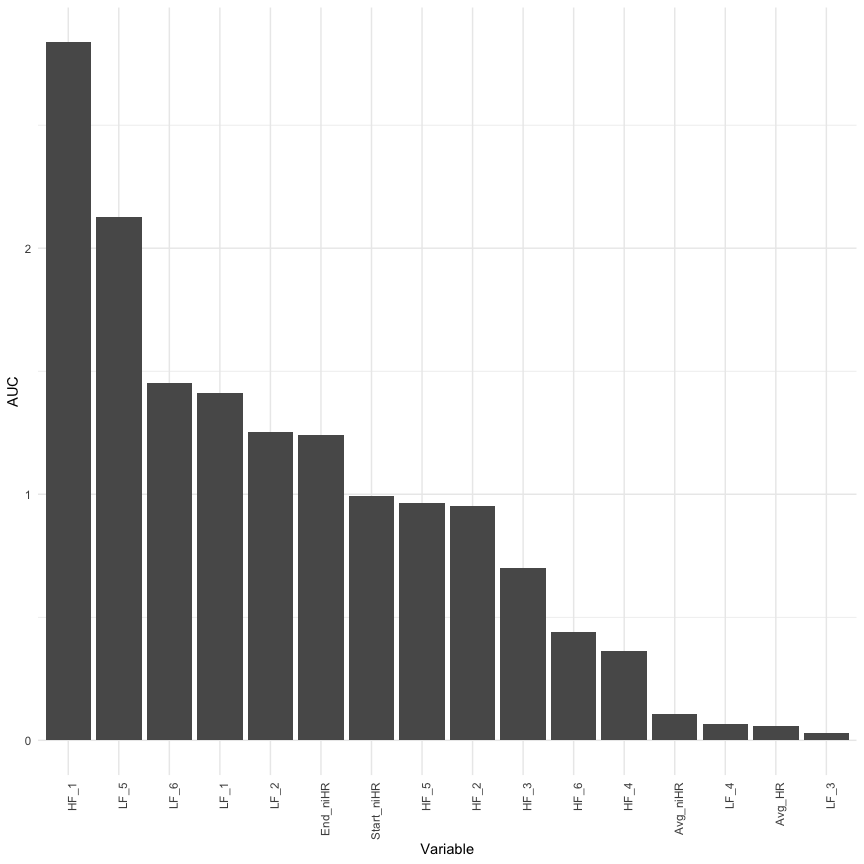 AUC
2
1
0
HF_1
LF_5
LF_6
LF_1
LF_2
End_niHR
Start_niHR
HF_5
HF_2
HF_3
HF_6
HF_4
Avg_niHR
LF_4
Avg_HR
LF_3
Variable